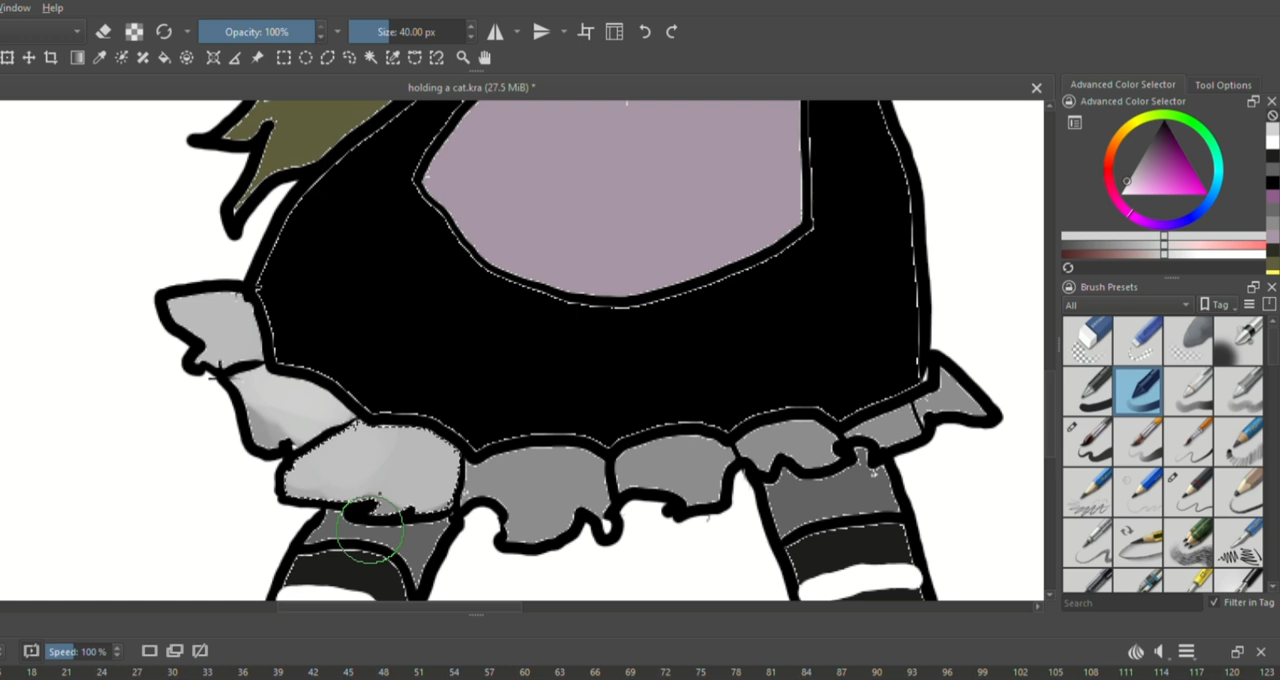 Window Help
Opacity: 100%
Size: 40.00 px
holding a cat.kra (27.5 MiB) *
Advanced Color Selector
Tool Options
Advanced Color Selector
Brush Presets
All
Tag
Search
Filter in Tag
Speed: 100 %
18 21 24 27 30 33 36 39 42 45 48 51 54 57 60 63 66 69 72 75 78 81 84 87 90 93 96 99 102 105 108 111 114 117 120 123